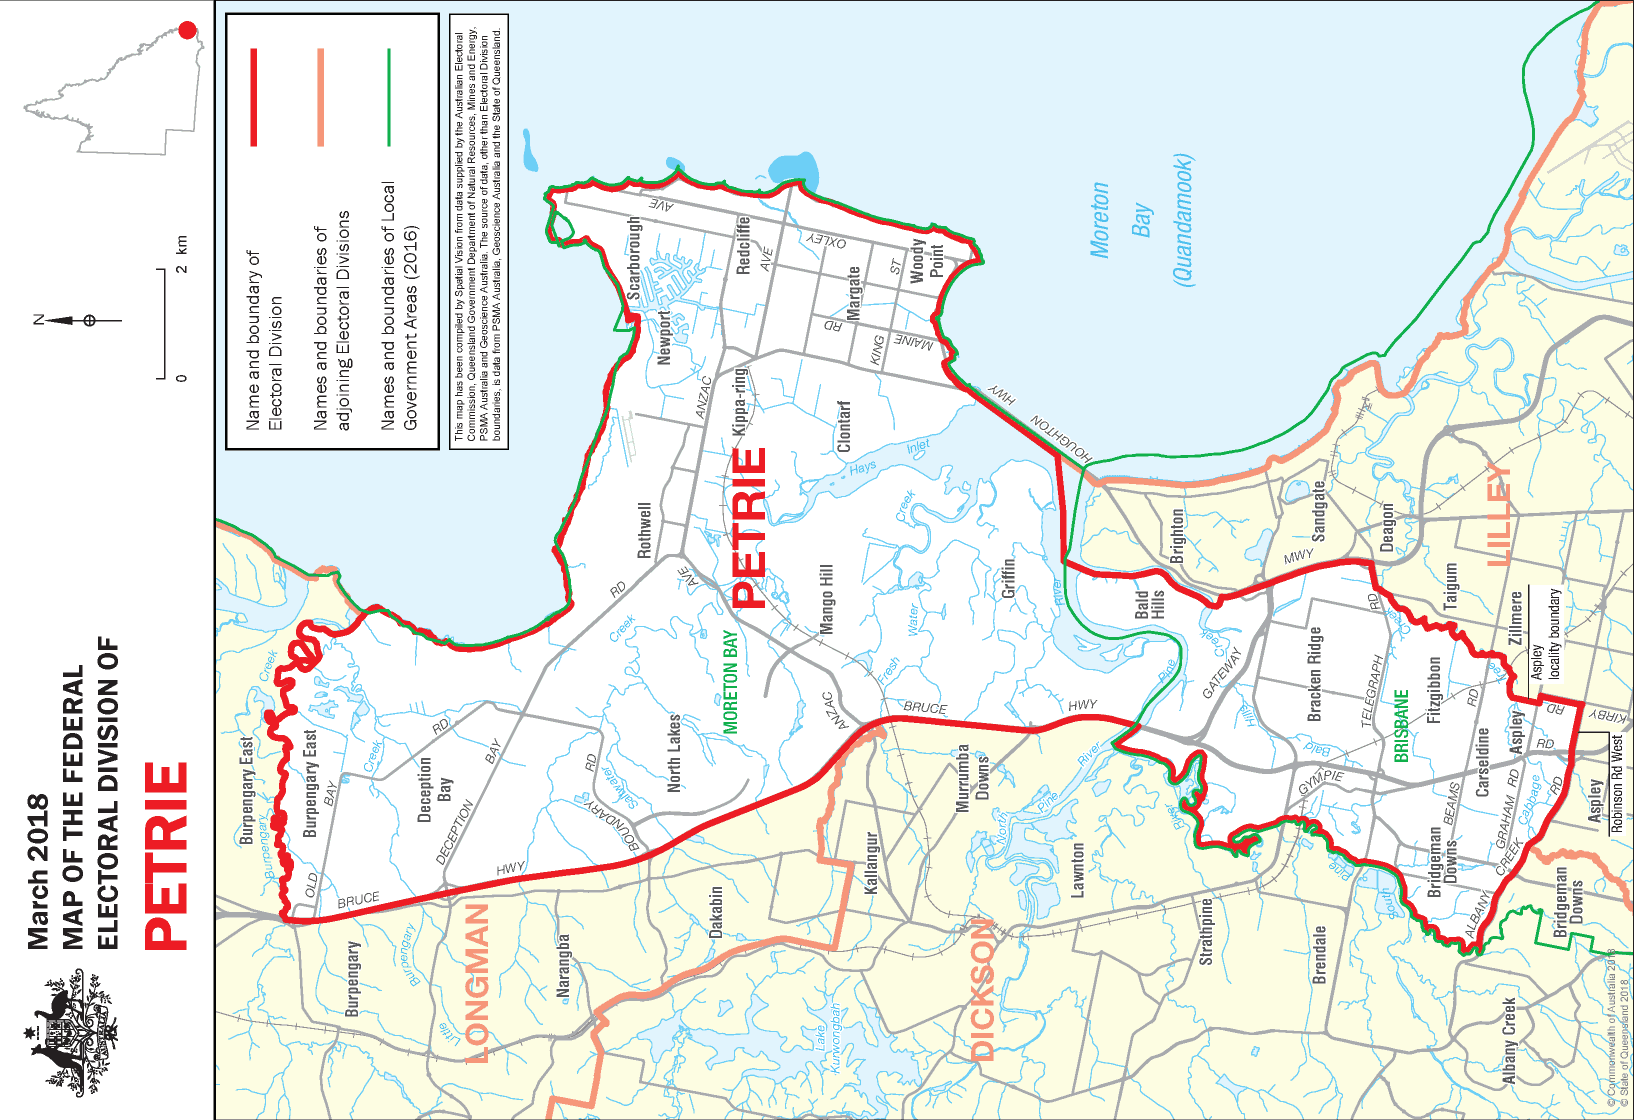 March 2018
MAP OF THE FEDERAL
ELECTORAL DIVISION OF
PETRIE
N
0 2 km
Name and boundary of
Electoral Division
Names and boundaries of
adjoining Electoral Divisions
Names and boundaries of Local
Government Areas (2016)
This map has been compiled by Spatial Vision from data supplied by the Australian Electoral
Commission, Queensland Government Department of Natural Resources, Mines and Energy,
PSMA Australia and Geoscience Australia. The source of data, other than Electoral Division
boundaries, is data from PSMA Australia, Geoscience Australia and the State of Queensland.
Burpengary East
Burpengary
Creek
Burpengary East
OLD
BAY
RD
BRUCE
HWY
Creek
Deception
Bay
DECEPTION
BAY
RD
Burpengary
Little
Burpengary
LONGMAN
Narangba
Dakabin
BOUNDARY
RD
Saltwater
Creek
North Lakes
MORETON BAY
Rothwell
AVE
ANZAC
Scarborough
AVE
Newport
Redcliffe
AVE
OXLEY
Margate
RD
ST
KING
MAINE
Woody
Point
Kippa-ring
PETRIE
Clontarf
Hays
Inlet
HOUGHTON
HWY
Moreton
Bay
(Quandamook)
Mango Hill
Creek
Water
Fresh
Griffin
ANZAC
BRUCE
HWY
River
Pine
Kallangur
Murrumba
Downs
North
Pine
River
Lawnton
DICKSON
Lake
Kurwongbah
Strathpine
Brendale
River
Pine
South
Bald
Hills
Brighton
Sandgate
Deagon
MWY
GATEWAY
Creek
Hills
Bald
Bracken Ridge
TELEGRAPH
RD
Creek
BRISBANE
Fitzgibbon
Taigum
LILLEY
Zillmere
Aspley
locality boundary
GYMPIE
BEAMS
RD
Carseldine
Aspley
RD
KIRBY
RD
GRAHAM RD
Cabbage
Tree
Bridgeman
Downs
ALBANY
CREEK
RD
Aspley
Robinson Rd West
Bridgeman
Downs
Albany Creek
© Commonwealth of Australia 2018
© State of Queensland 2018